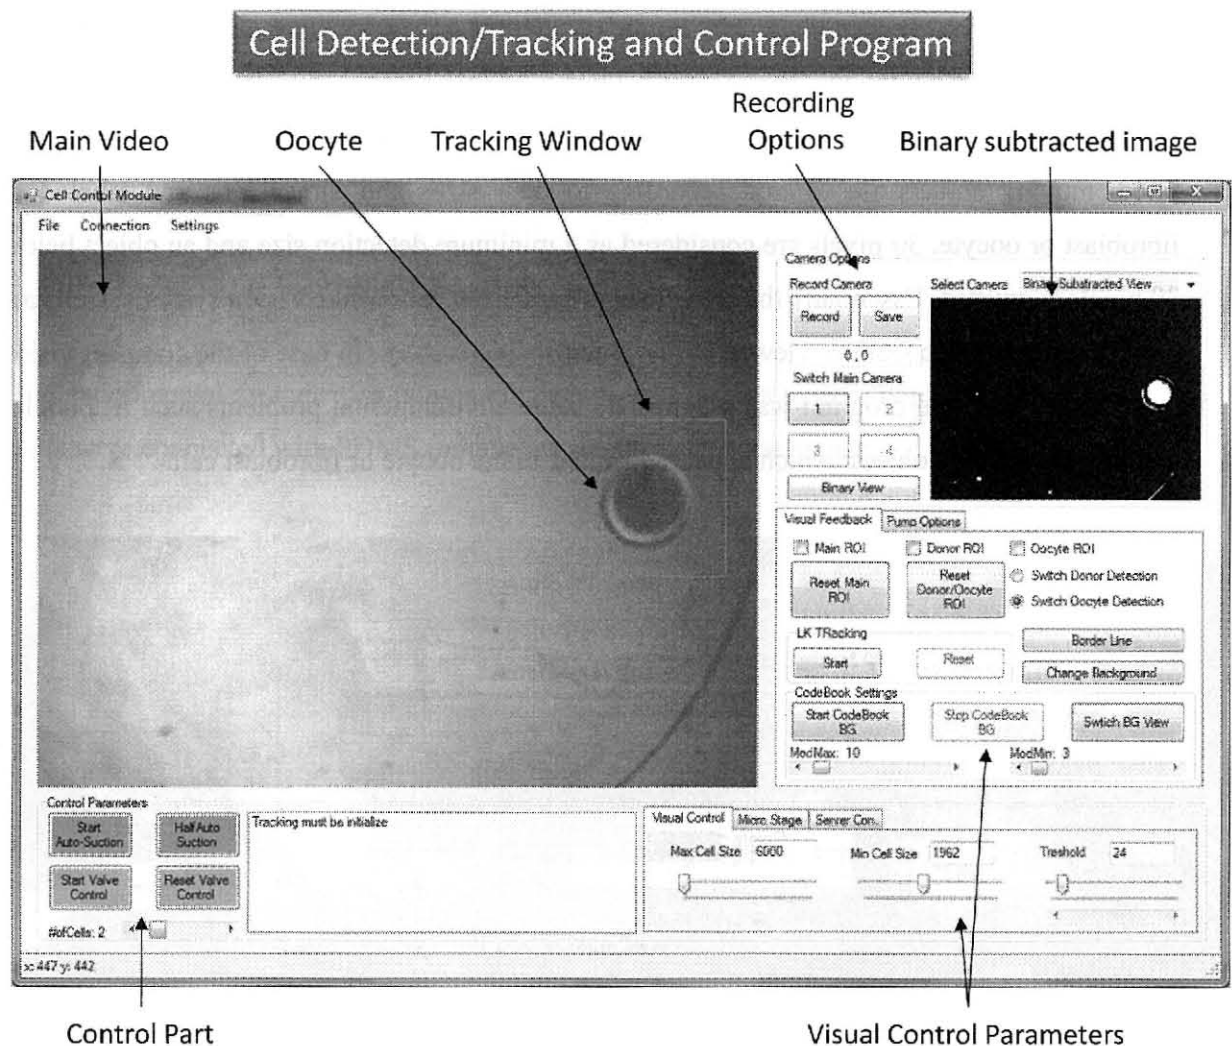 Cell Detection/Tracking and Control Program
Main Video
Oocyte
Tracking Window
Recording
Options
Binary subtracted image
Cell Contol Module
File Connection Settings
Camera Options
Record Camera
Select Camera
Binary Substracted View
Record
Save
0.0
Switch Main Camera
1
2
3
4
Binary View
Visual Feedback
Pump Options
Main ROI
Donor ROI
Oocyte ROI
Reset Main
ROI
Reset
Donor/Oocyte
ROI
Switch Donor Detection
Switch Oocyte Detection
LK TRacking
Start
Reset
Border Line
Change Background
CodeBook Settings
Start CodeBook
BG
Stop CodeBook
BG
Swtich BG View
ModMax: 10
ModMin: 3
Control Parameters
Start
Auto-Suction
Half Auto
Suction
Start Valve
Control
Reset Valve
Control
#ofCells: 2
Tracking must be initialize
Visual Control
Micro Stage
Server Con..
Max Cell Size 6000
Min Cell Size 1962
Treshold 24
x: 447 y: 442
Control Part
Visual Control Parameters